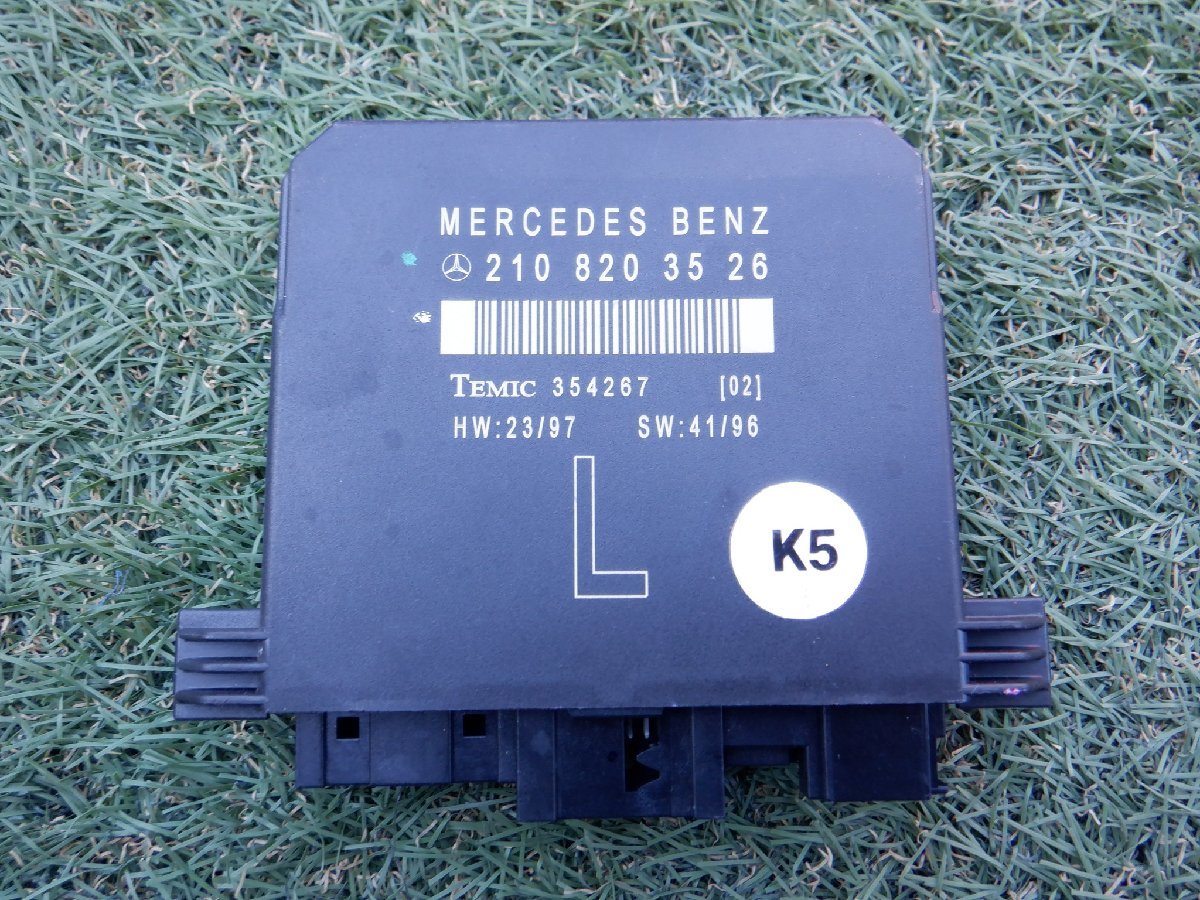 MERCEDES BENZ
210 820 35 26
TEMIC 354267 [02]
HW:23/97 SW:41/96
L
K5